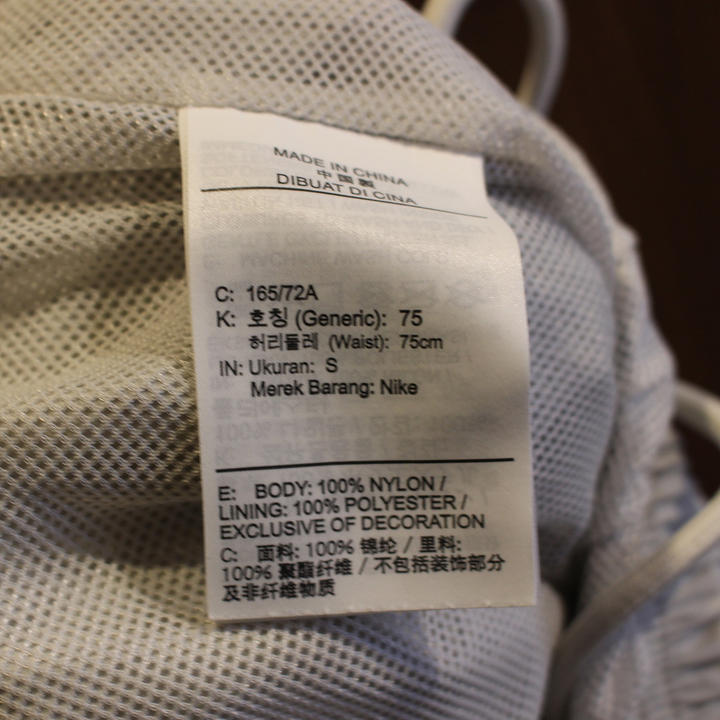 MADE IN CHINA
中国製
DIBUAT DI CINA
C: 165/72A
K: 호칭 (Generic): 75
허리둘레 (Waist): 75cm
IN: Ukuran: S
Merek Barang: Nike
E: BODY: 100% NYLON /
LINING: 100% POLYESTER /
EXCLUSIVE OF DECORATION
C: 面料: 100% 锦纶 / 里料:
100% 聚酯纤维 / 不包括装饰部分
及非纤维物质